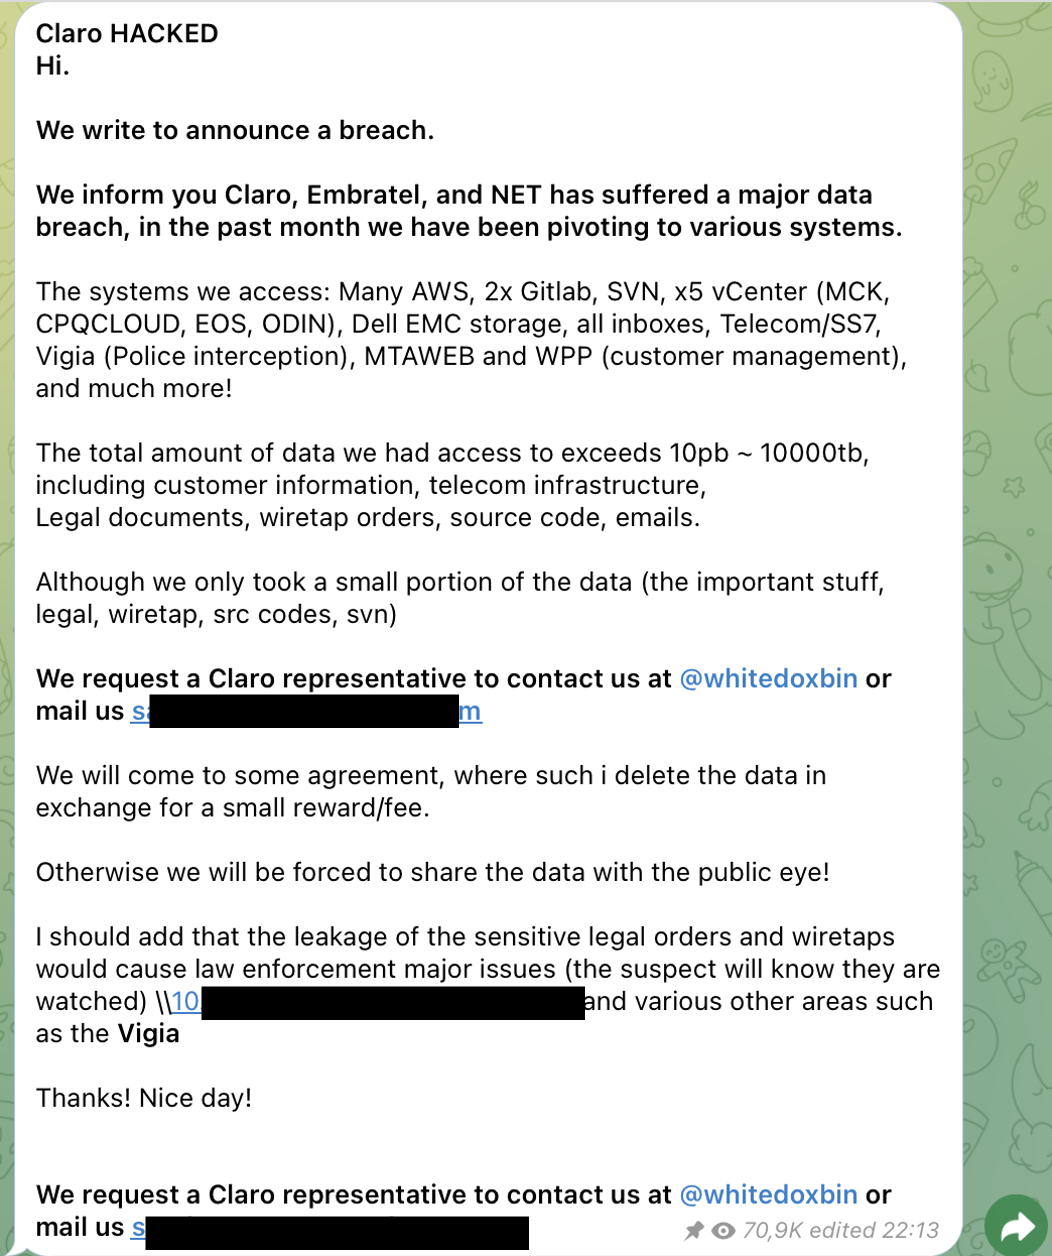 Claro HACKED
Hi.
We write to announce a breach.
We inform you Claro, Embratel, and NET has suffered a major data
breach, in the past month we have been pivoting to various systems.
The systems we access: Many AWS, 2x Gitlab, SVN, x5 vCenter (MCK,
CPQCLOUD, EOS, ODIN), Dell EMC storage, all inboxes, Telecom/SS7,
Vigia (Police interception), MTAWEB and WPP (customer management),
and much more!
The total amount of data we had access to exceeds 10pb ~ 10000tb,
including customer information, telecom infrastructure,
Legal documents, wiretap orders, source code, emails.
Although we only took a small portion of the data (the important stuff,
legal, wiretap, src codes, svn)
We request a Claro representative to contact us at @whitedoxbin or
mail us s m
We will come to some agreement, where such i delete the data in
exchange for a small reward/fee.
Otherwise we will be forced to share the data with the public eye!
I should add that the leakage of the sensitive legal orders and wiretaps
would cause law enforcement major issues (the suspect will know they are
watched) \\10 and various other areas such
as the Vigia
Thanks! Nice day!
We request a Claro representative to contact us at @whitedoxbin or
mail us s
70,9K edited 22:13